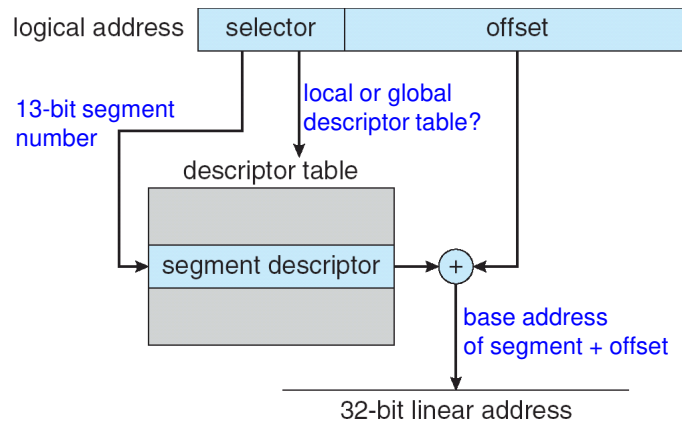 logical address
selector
offset
13-bit segment
number
local or global
descriptor table?
descriptor table
segment descriptor
+
base address
of segment + offset
32-bit linear address